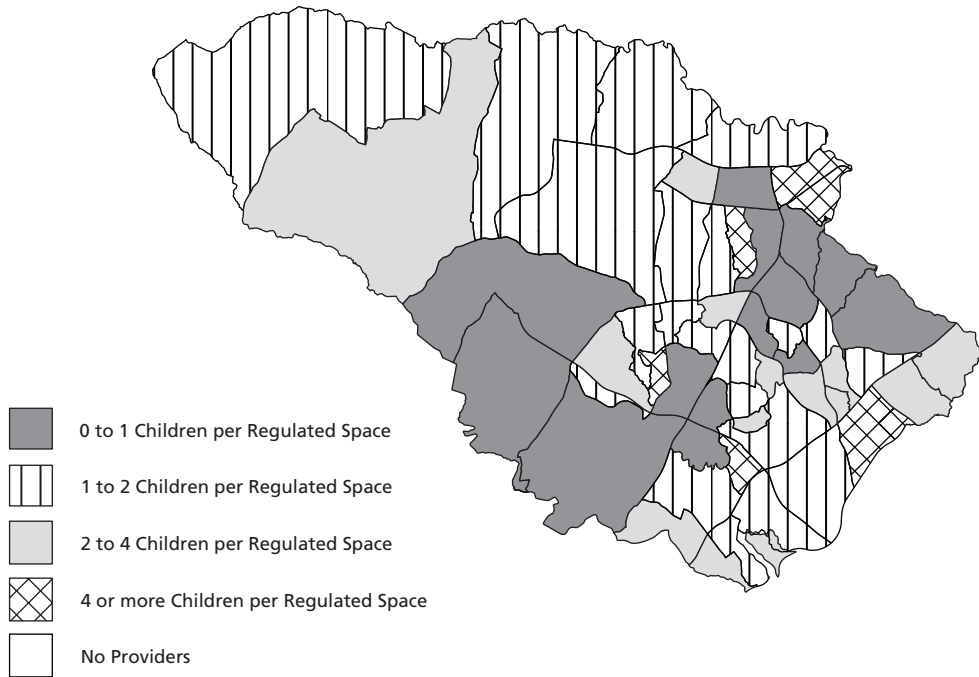 0 to 1 Children per Regulated Space
1 to 2 Children per Regulated Space
2 to 4 Children per Regulated Space
4 or more Children per Regulated Space
No Providers